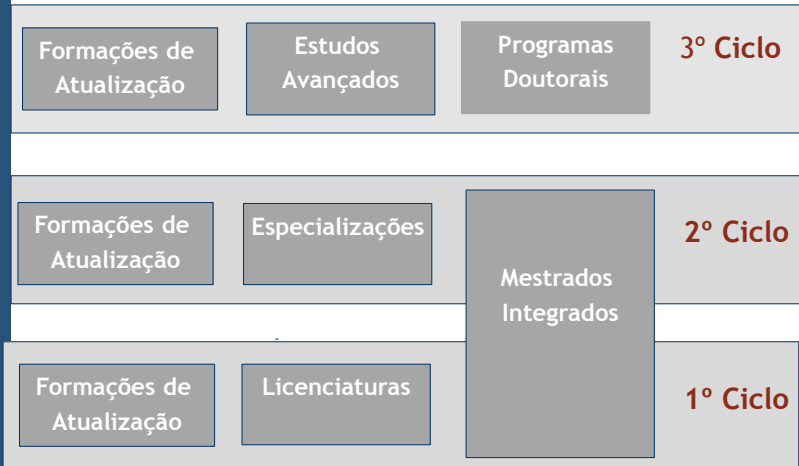 Formações de
Atualização
Estudos
Avançados
Programas
Doutorais
3º Ciclo
Formações de
Atualização
Especializações
2º Ciclo
Mestrados
Integrados
Formações de
Atualização
Licenciaturas
1º Ciclo